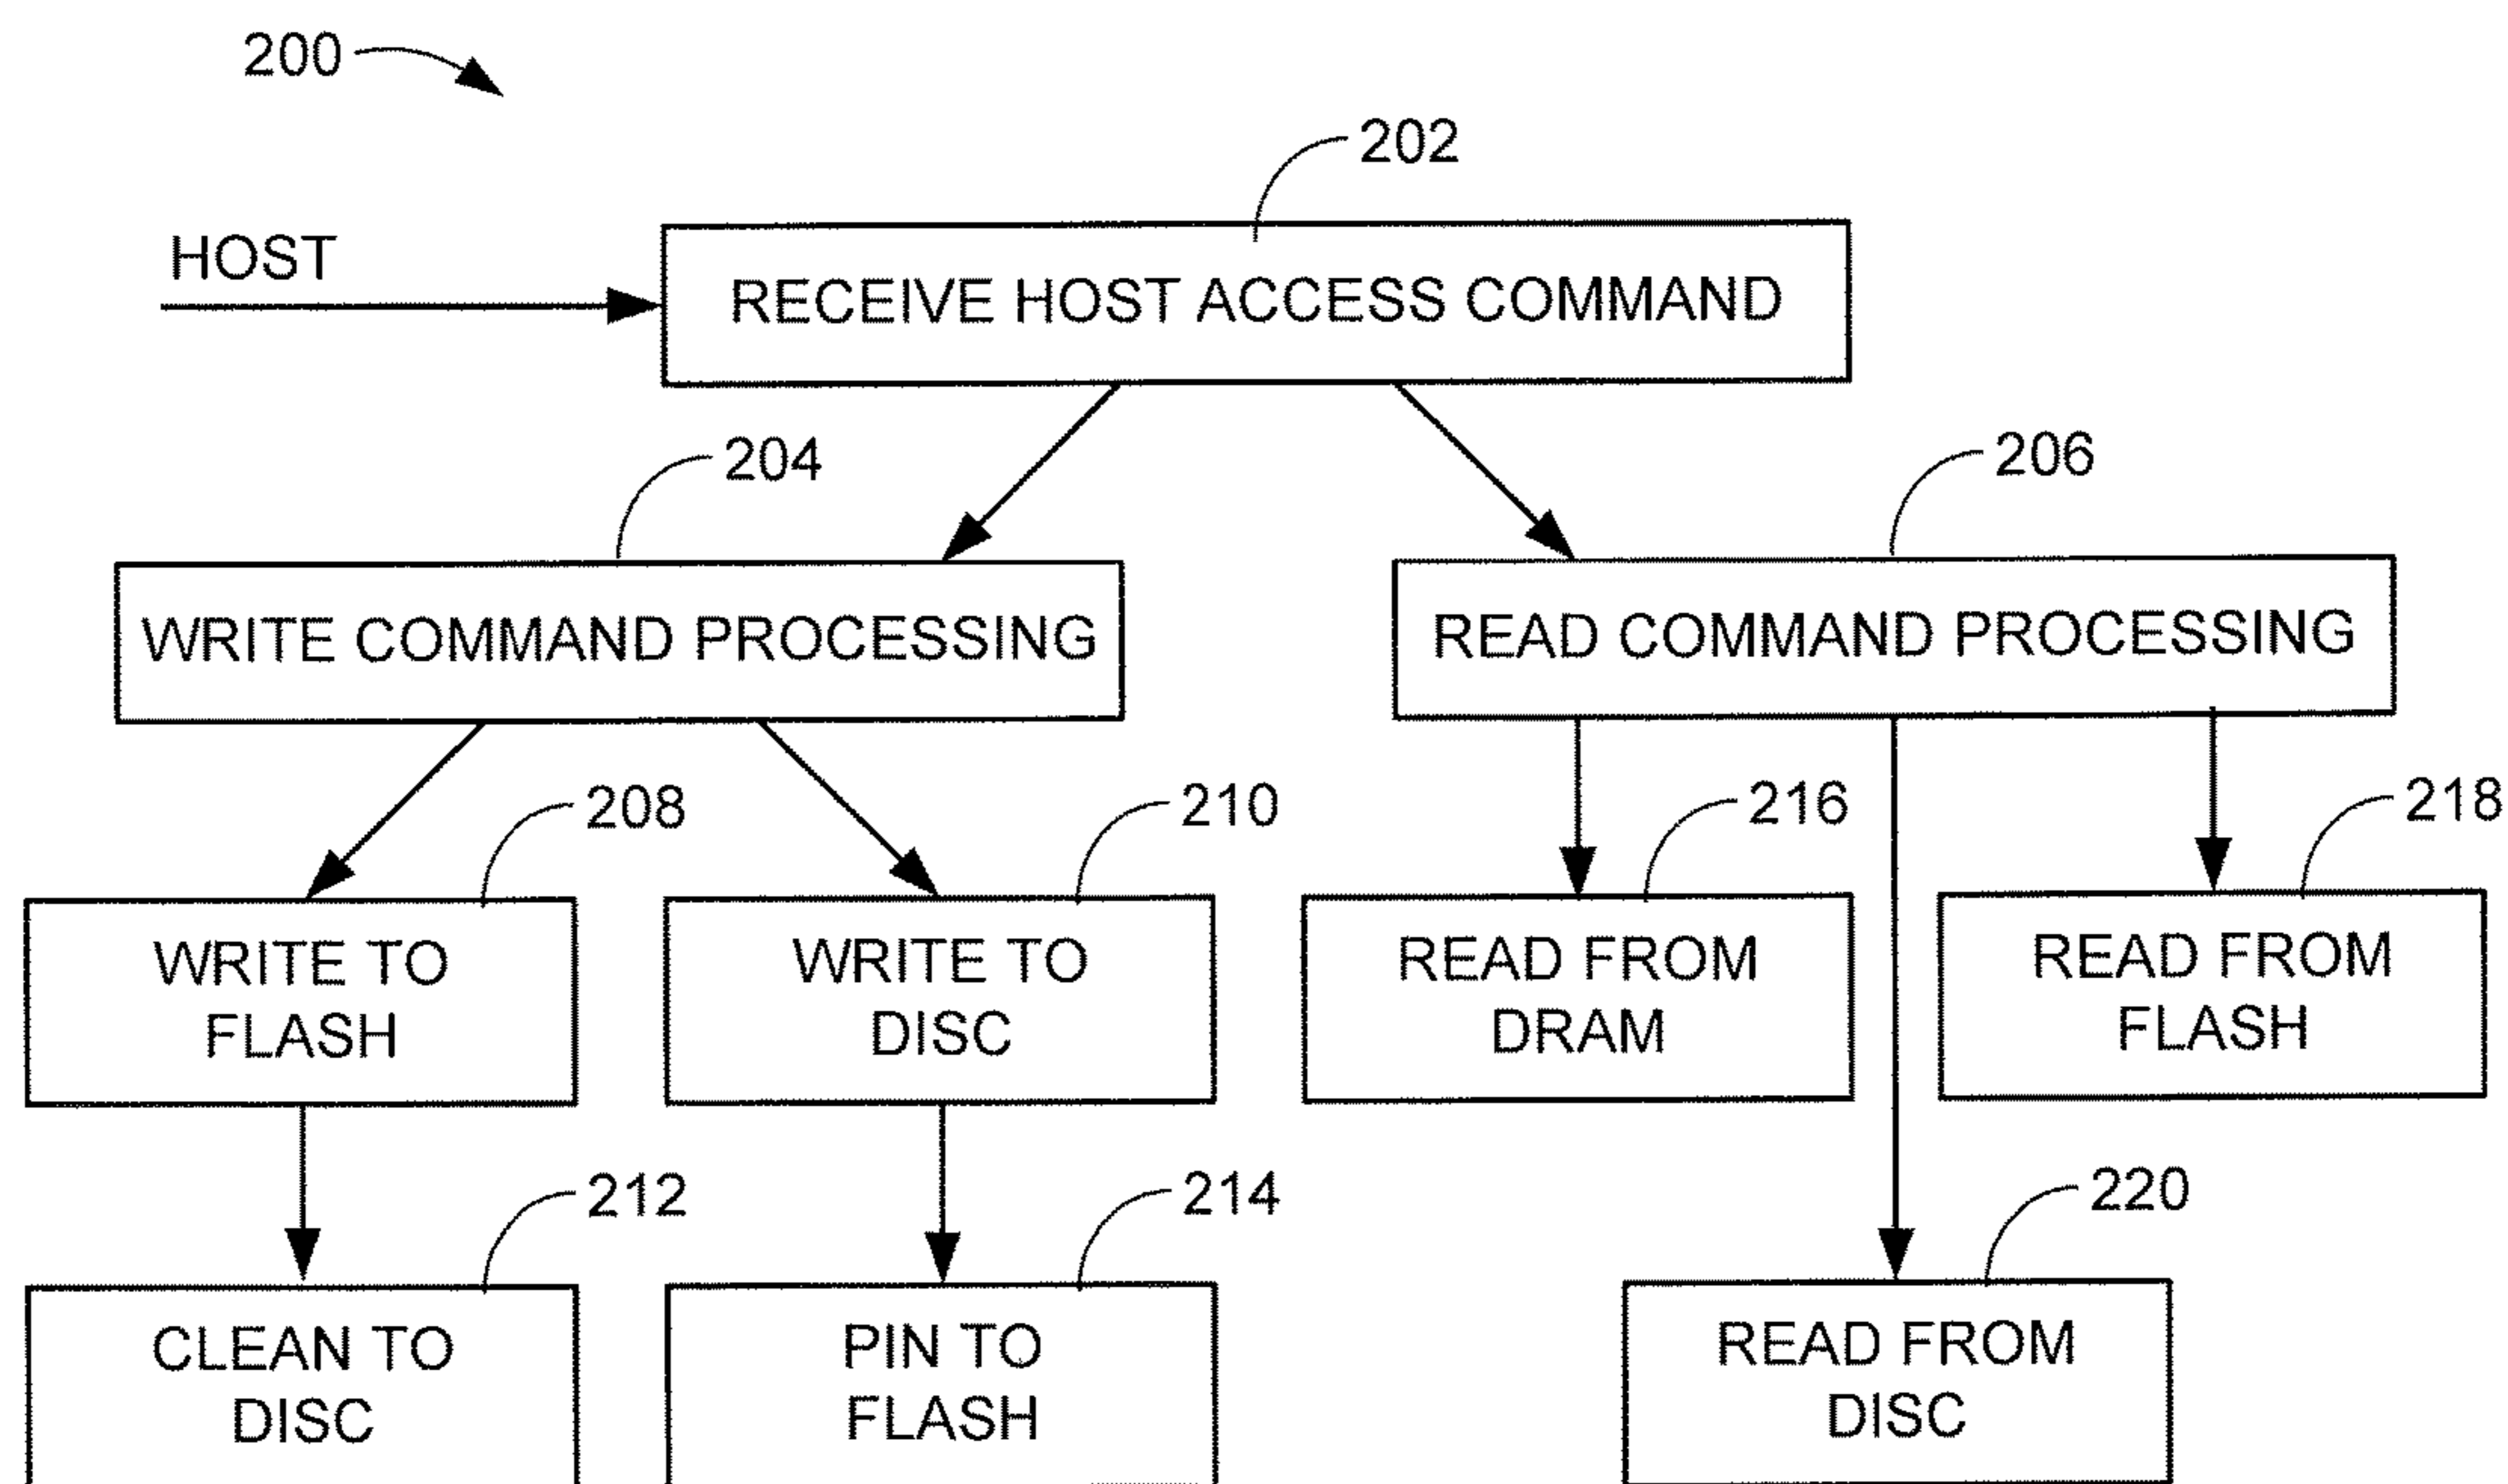 200
202
HOST
RECEIVE HOST ACCESS COMMAND
204
206
WRITE COMMAND PROCESSING
READ COMMAND PROCESSING
208
210
216
218
WRITE TO
FLASH
WRITE TO
DISC
READ FROM
DRAM
READ FROM
FLASH
212
214
220
CLEAN TO
DISC
PIN TO
FLASH
READ FROM
DISC